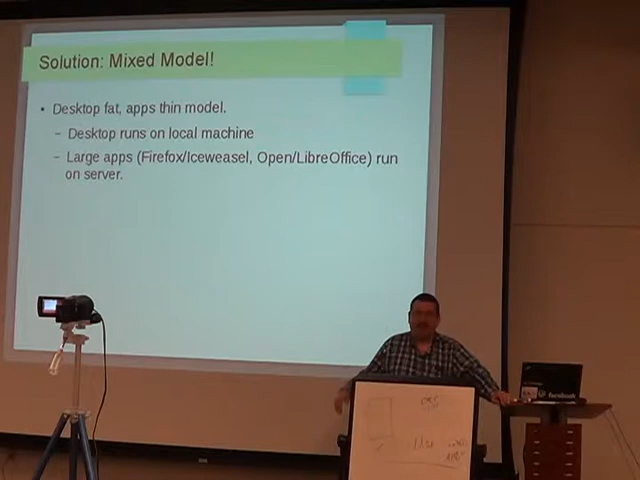 Solution: Mixed Model!
• Desktop fat, apps thin model.
– Desktop runs on local machine
– Large apps (Firefox/Iceweasel, Open/LibreOffice) run
on server.
facebook